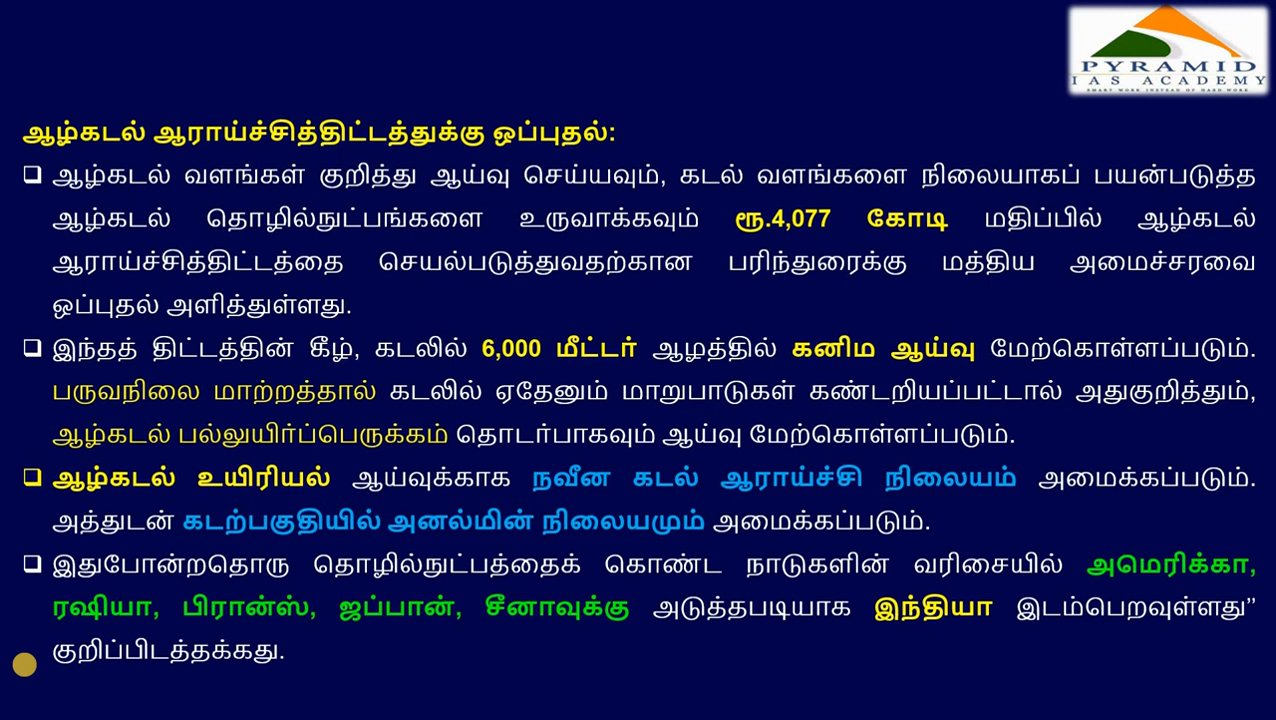 PYRAMID
IAS ACADEMY
SMART WORK INSTEAD OF HARD WORK
ஆழ்கடல் ஆராய்ச்சித்திட்டத்துக்கு ஒப்புதல்:
ஆழ்கடல் வளங்கள் குறித்து ஆய்வு செய்யவும், கடல் வளங்களை நிலையாகப் பயன்படுத்த
ஆழ்கடல் தொழில்நுட்பங்களை உருவாக்கவும் ரூ.4,077 கோடி மதிப்பில் ஆழ்கடல்
ஆராய்ச்சித்திட்டத்தை செயல்படுத்துவதற்கான பரிந்துரைக்கு மத்திய அமைச்சரவை
ஒப்புதல் அளித்துள்ளது.
இந்தத் திட்டத்தின் கீழ், கடலில் 6,000 மீட்டர் ஆழத்தில் கனிம ஆய்வு மேற்கொள்ளப்படும்.
பருவநிலை மாற்றத்தால் கடலில் ஏதேனும் மாறுபாடுகள் கண்டறியப்பட்டால் அதுகுறித்தும்,
ஆழ்கடல் பல்லுயிர்ப்பெருக்கம் தொடர்பாகவும் ஆய்வு மேற்கொள்ளப்படும்.
ஆழ்கடல் உயிரியல் ஆய்வுக்காக நவீன கடல் ஆராய்ச்சி நிலையம் அமைக்கப்படும்.
அத்துடன் கடற்பகுதியில் அனல்மின் நிலையமும் அமைக்கப்படும்.
இதுபோன்றதொரு தொழில்நுட்பத்தைக் கொண்ட நாடுகளின் வரிசையில் அமெரிக்கா,
ரஷியா, பிரான்ஸ், ஜப்பான், சீனாவுக்கு அடுத்தபடியாக இந்தியா இடம்பெறவுள்ளது”
குறிப்பிடத்தக்கது.